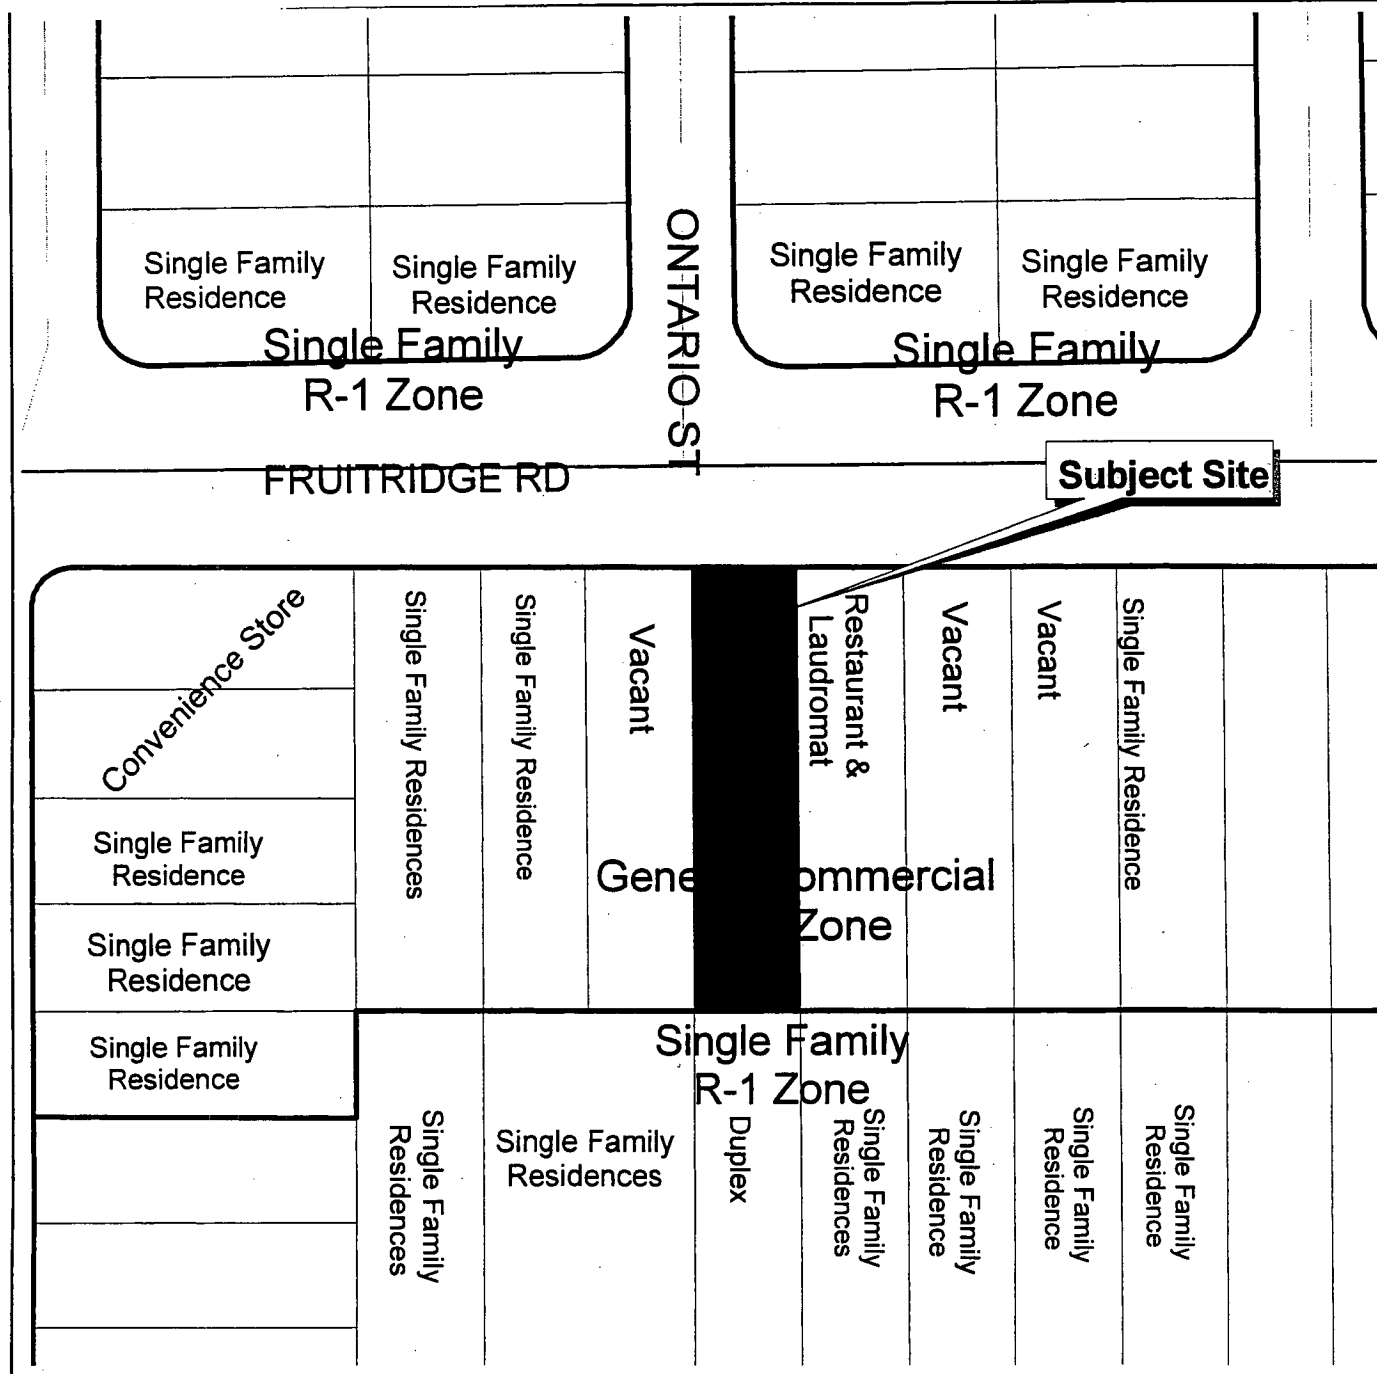 Single Family
Residence
Single Family
Residence
Single Family
R-1 Zone
ONTARIO ST
Single Family
Residence
Single Family
Residence
Single Family
R-1 Zone
FRUITRIDGE RD
Subject Site
Convenience Store
Single Family Residences
Single Family Residence
Vacant
Restaurant &
Laudromat
Vacant
Vacant
Single Family Residence
Single Family
Residence
Single Family
Residence
Single Family
Residence
Gene ommercial
Zone
Single Family
R-1 Zone
Single Family
Residences
Single Family
Residences
Duplex
Single Family
Residences
Single Family
Residence
Single Family
Residence
Single Family
Residence